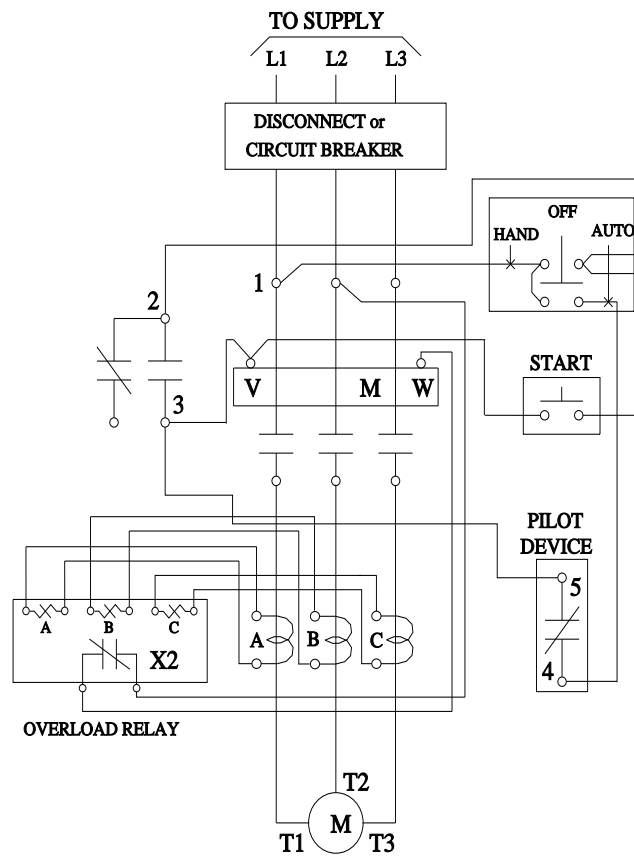 TO SUPPLY
L1 L2 L3
DISCONNECT or
CIRCUIT BREAKER
OFF
HAND AUTO
1
2
3
V M W
START
PILOT
DEVICE
5
4
A B C
X2
A B C
OVERLOAD RELAY
T2
M
T1 T3